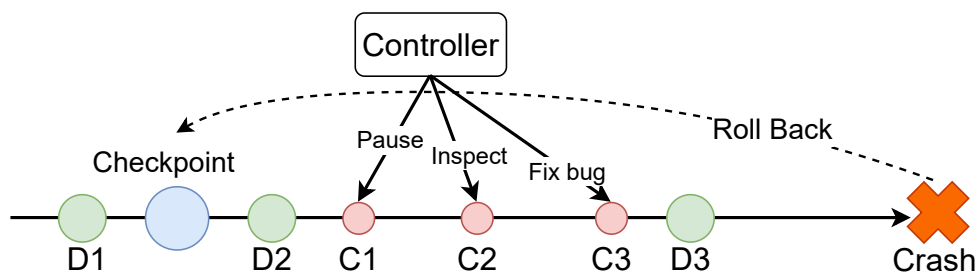 Controller
Roll Back
Pause
Inspect
Checkpoint
Fix bug
D1
D2
C1
C2
C3
D3
Crash